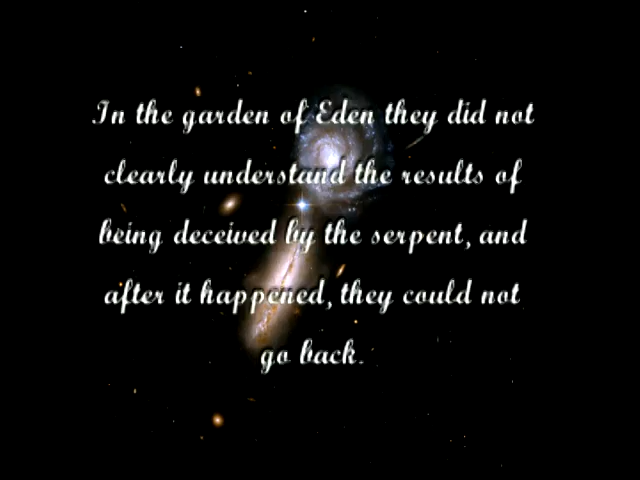 In the garden of Eden they did not
clearly understand the results of
being deceived by the serpent, and
after it happened, they could not
go back.